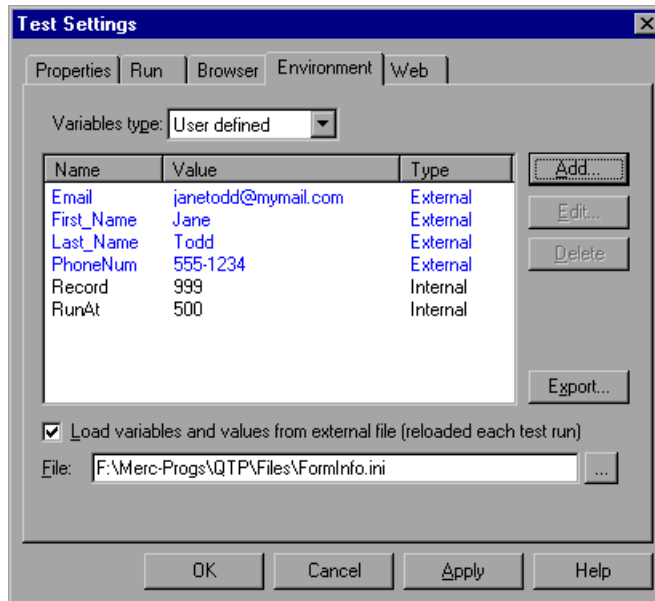 Test Settings
Properties Run Browser Environment Web
Variables type: User defined
Name Value Type
Email janetodd@mymail.com External
First_Name Jane External
Last_Name Todd External
PhoneNum 555-1234 External
Record 999 Internal
RunAt 500 Internal
Add...
Edit...
Delete
Export...
Load variables and values from external file (reloaded each test run)
File: F:\Merc-Progs\QTP\Files\FormInfo.ini ...
OK Cancel Apply Help